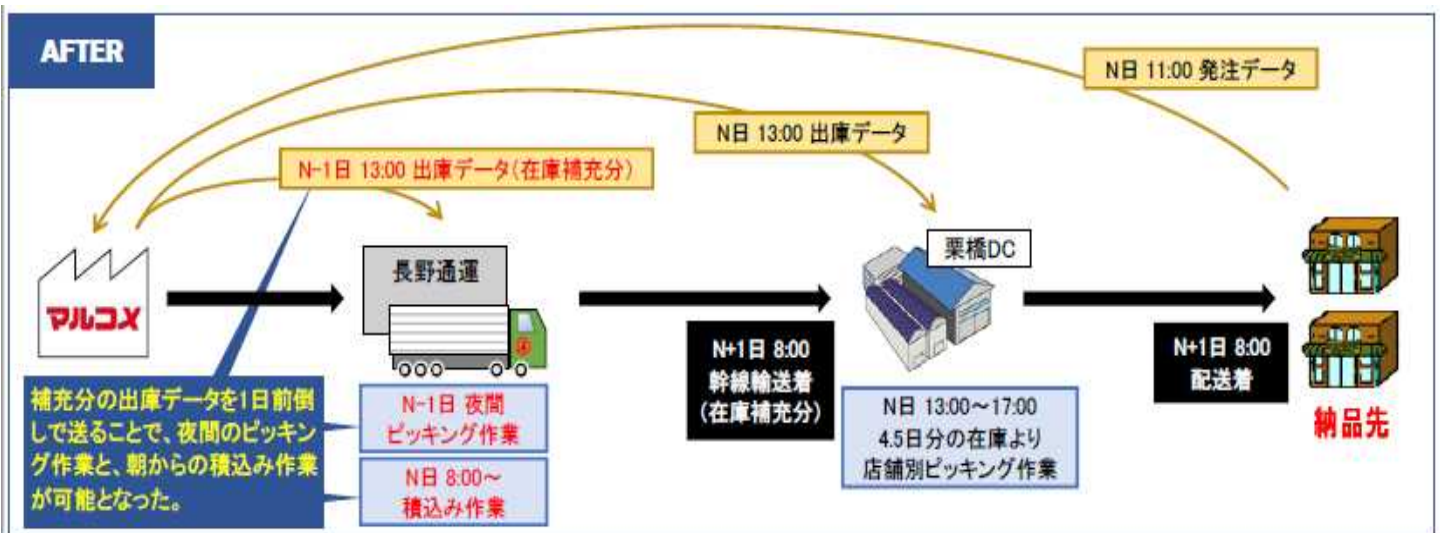 AFTER
N日 11:00 発注データ
N日 13:00 出庫データ
N-1日 13:00 出庫データ(在庫補充分)
マルコメ
長野通運
栗橋DC
補充分の出庫データを1日前倒
しで送ることで、夜間のピッキン
グ作業と、朝からの積込み作業
が可能となった。
N-1日 夜間
ピッキング作業
N日 8:00~
積込み作業
N+1日 8:00
幹線輸送着
(在庫補充分)
N日 13:00~17:00
4.5日分の在庫より
店舗別ピッキング作業
N+1日 8:00
配送着
納品先